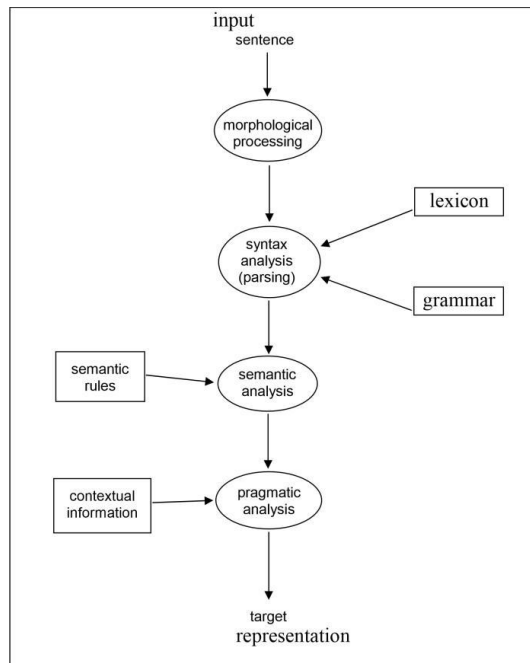 input
sentence
morphological
processing
lexicon
syntax
analysis
(parsing)
grammar
semantic
rules
semantic
analysis
contextual
information
pragmatic
analysis
target
representation